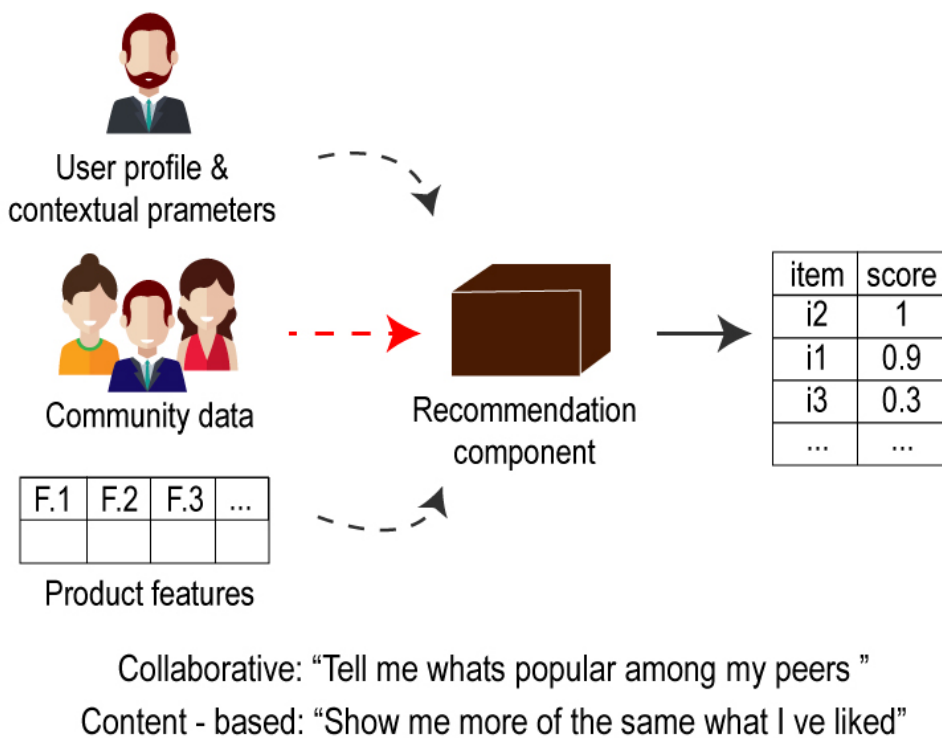 User profile &
contextual prameters
Community data
F.1 F.2 F.3 ...
Product features
Recommendation
component
item score
i2 1
i1 0.9
i3 0.3
... ...
Collaborative: “Tell me whats popular among my peers ”
Content - based: “Show me more of the same what I ve liked”